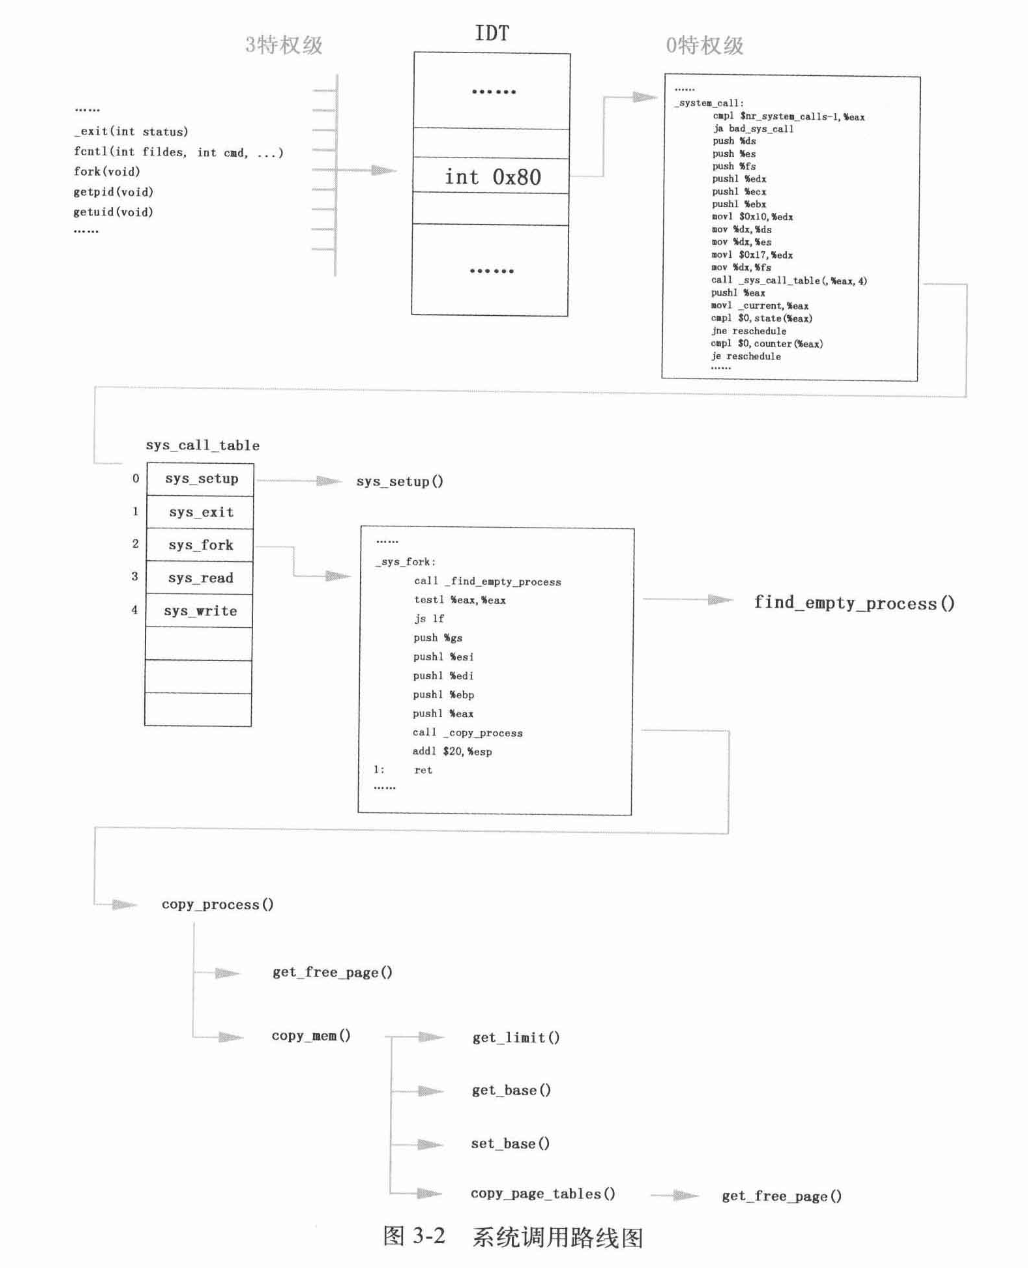 3特权级
IDT
0特权级
……
_exit(int status)
fcntl(int fildes, int cmd, ...)
fork(void)
getpid(void)
getuid(void)
……
……
int 0x80
……
……
_system_call:
cmpl $nr_system_calls-1,%eax
ja bad_sys_call
push %ds
push %es
push %fs
pushl %edx
pushl %ecx
pushl %ebx
movl $0x10,%edx
mov %dx,%ds
mov %dx,%es
movl $0x17,%edx
mov %dx,%fs
call _sys_call_table(,%eax,4)
pushl %eax
movl _current,%eax
cmpl $0,state(%eax)
jne reschedule
cmpl $0,counter(%eax)
je reschedule
……
sys_call_table
0 sys_setup
sys_setup()
1 sys_exit
2 sys_fork
3 sys_read
4 sys_write
……
_sys_fork:
call _find_empty_process
testl %eax,%eax
js 1f
push %gs
pushl %esi
pushl %edi
pushl %ebp
pushl %eax
call _copy_process
addl $20,%esp
1: ret
……
find_empty_process()
copy_process()
get_free_page()
copy_mem()
get_limit()
get_base()
set_base()
copy_page_tables()
get_free_page()
图 3-2 系统调用路线图